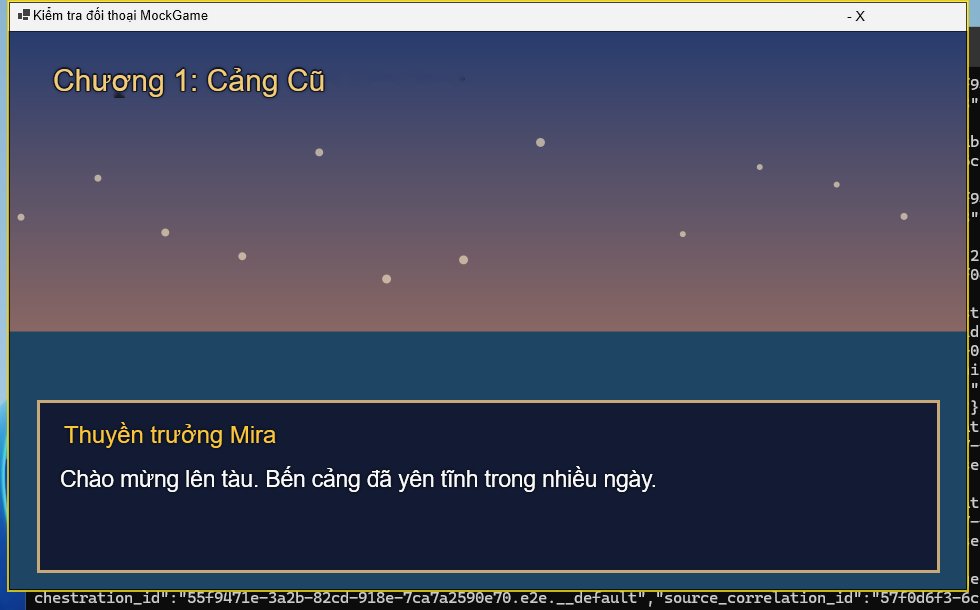 Kiểm tra đối thoại MockGame
- X
Chương 1: Cảng Cũ
Thuyền trưởng Mira
Chào mừng lên tàu. Bến cảng đã yên tĩnh trong nhiều ngày.
chestration_id":"55f9471e-3a2b-82cd-918e-7ca7a2590e70.e2e.__default","source_correlation_id":"57f0d6f3-6